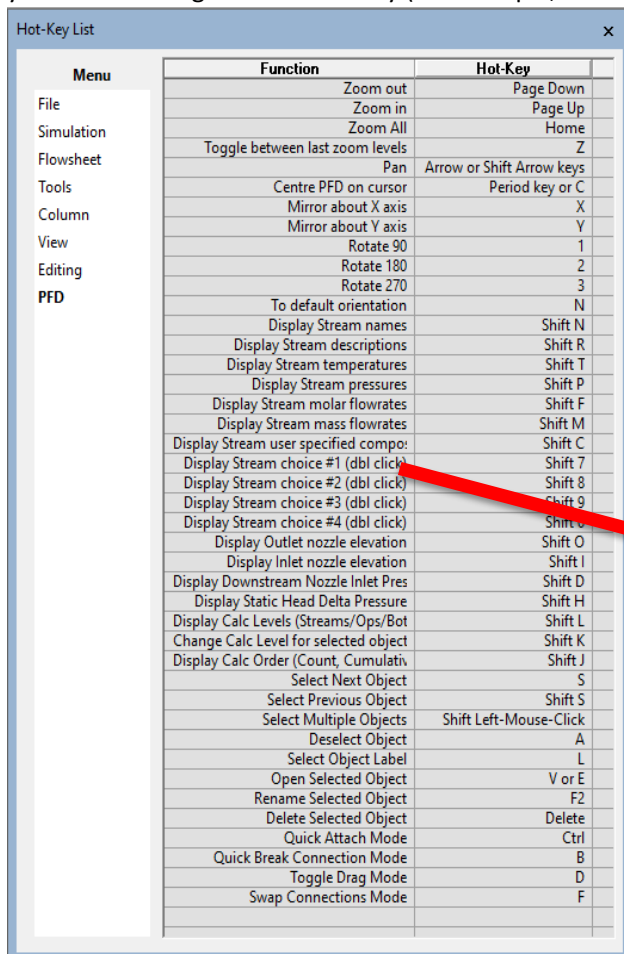 Hot-Key List x
Menu
File
Simulation
Flowsheet
Tools
Column
View
Editing
PFD
Function Hot-Key
Zoom out Page Down
Zoom in Page Up
Zoom All Home
Toggle between last zoom levels Z
Pan Arrow or Shift Arrow keys
Centre PFD on cursor Period key or C
Mirror about X axis X
Mirror about Y axis Y
Rotate 90 1
Rotate 180 2
Rotate 270 3
To default orientation N
Display Stream names Shift N
Display Stream descriptions Shift R
Display Stream temperatures Shift T
Display Stream pressures Shift P
Display Stream molar flowrates Shift F
Display Stream mass flowrates Shift M
Display Stream user specified compo Shift C
Display Stream choice #1 (dbl click) Shift 7
Display Stream choice #2 (dbl click) Shift 8
Display Stream choice #3 (dbl click) Shift 9
Display Stream choice #4 (dbl click) Shift
Display Outlet nozzle elevation Shift O
Display Inlet nozzle elevation Shift I
Display Downstream Nozzle Inlet Pres Shift D
Display Static Head Delta Pressure Shift H
Display Calc Levels (Streams/Ops/Bot Shift L
Change Calc Level for selected object Shift K
Display Calc Order (Count, Cumulativ Shift J
Select Next Object S
Select Previous Object Shift S
Select Multiple Objects Shift Left-Mouse-Click
Deselect Object A
Select Object Label L
Open Selected Object V or E
Rename Selected Object F2
Delete Selected Object Delete
Quick Attach Mode Ctrl
Quick Break Connection Mode B
Toggle Drag Mode D
Swap Connections Mode F